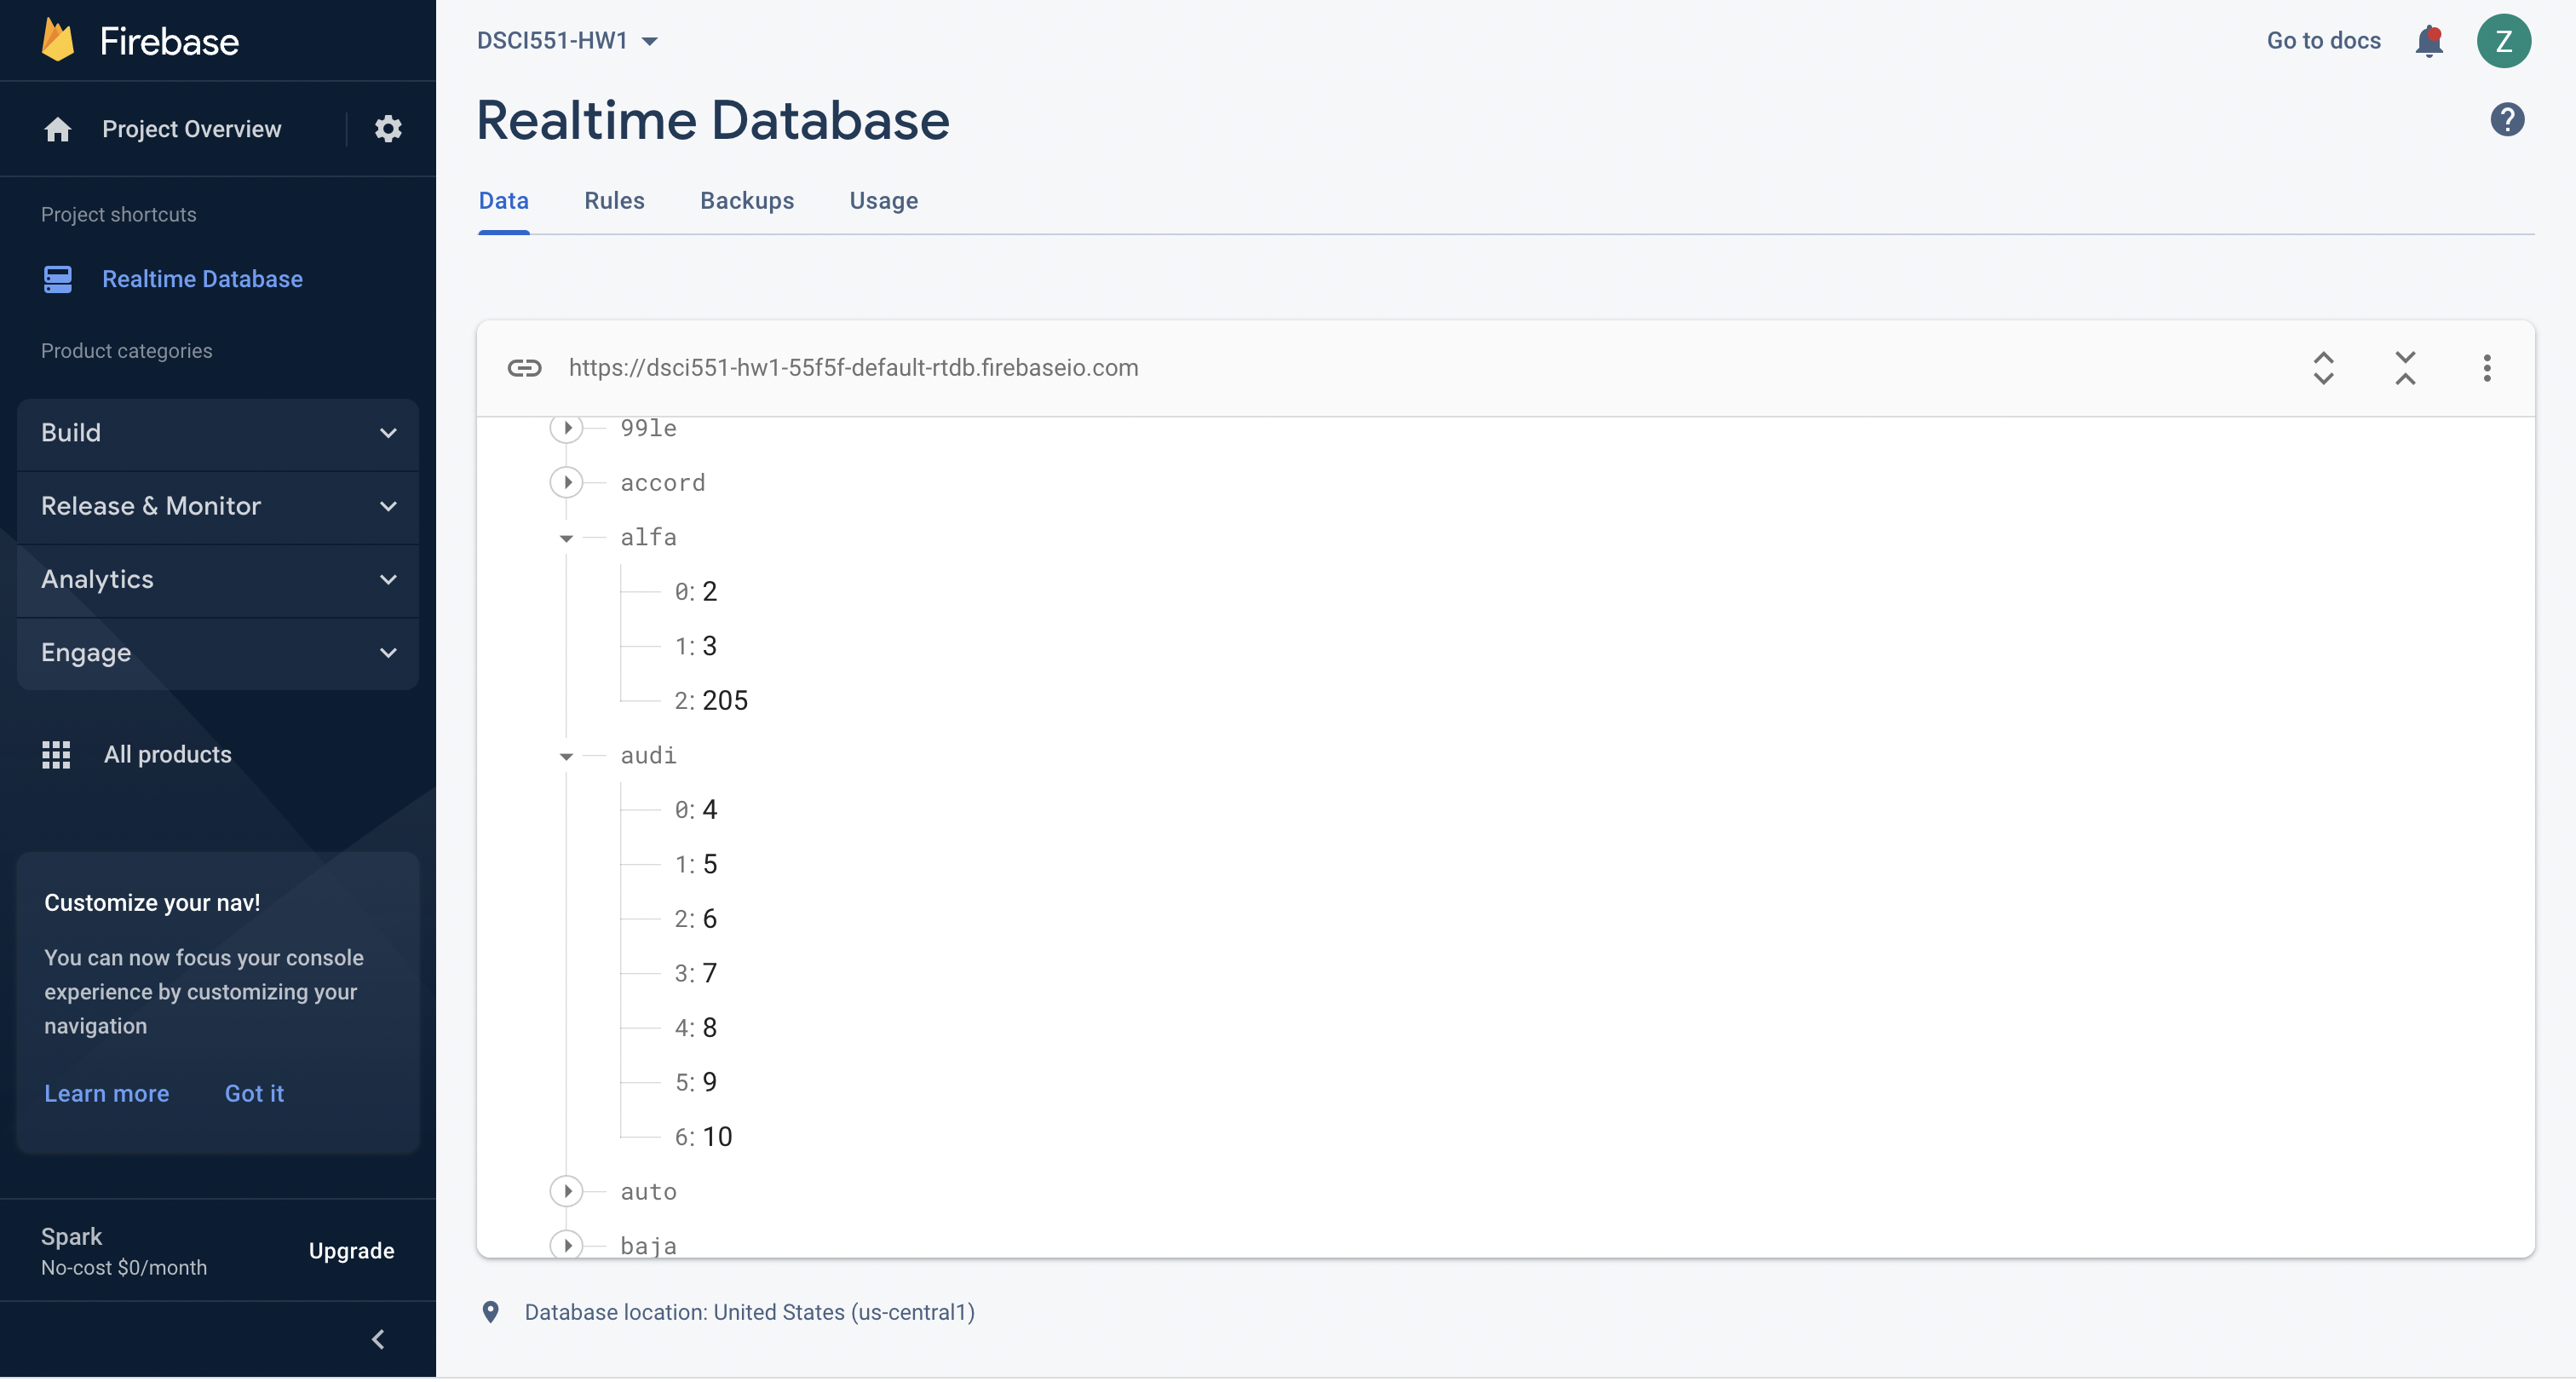 Firebase
Project Overview
Project shortcuts
Realtime Database
Product categories
Build
Release & Monitor
Analytics
Engage
All products
Customize your nav!
You can now focus your console
experience by customizing your
navigation
Learn more Got it
Spark
No-cost $0/month
Upgrade
DSCI551-HW1
Go to docs
Z
Realtime Database
?
Data Rules Backups Usage
https://dsci551-hw1-55f5f-default-rtdb.firebaseio.com
99le
accord
alfa
0: 2
1: 3
2: 205
audi
0: 4
1: 5
2: 6
3: 7
4: 8
5: 9
6: 10
auto
baja
Database location: United States (us-central1)